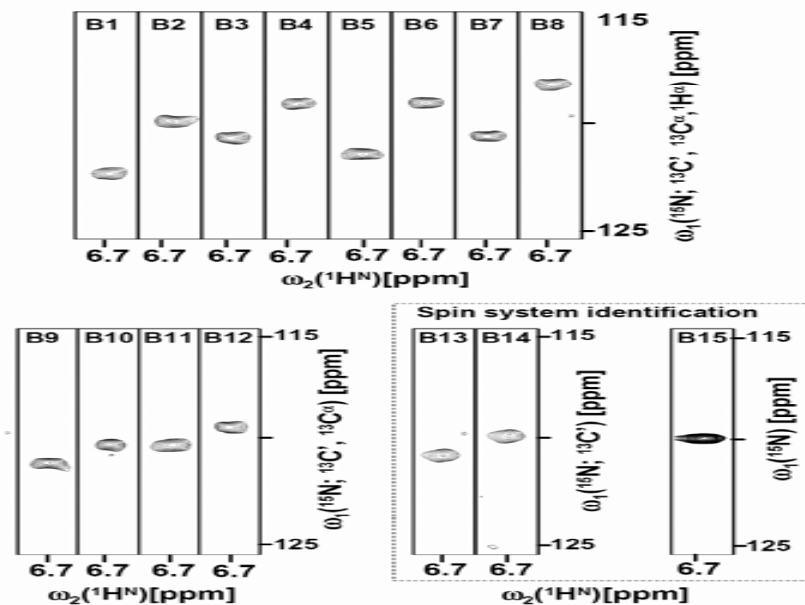 B1 B2 B3 B4 B5 B6 B7 B8 115
125
ω₁(¹⁵N; ¹³C', ¹³Cᵅ,¹Hᵅ) [ppm]
6.7 6.7 6.7 6.7 6.7 6.7 6.7 6.7
ω₂(¹Hᴺ)[ppm]
B9 B10 B11 B12 115
125
ω₁(¹⁵N; ¹³C', ¹³Cᵅ) [ppm]
6.7 6.7 6.7 6.7
ω₂(¹Hᴺ)[ppm]
Spin system identification
B13 B14 115
125
ω₁(¹⁵N; ¹³C') [ppm]
B15 115
125
ω₁(¹⁵N) [ppm]
6.7 6.7 6.7
ω₂(¹Hᴺ)[ppm]